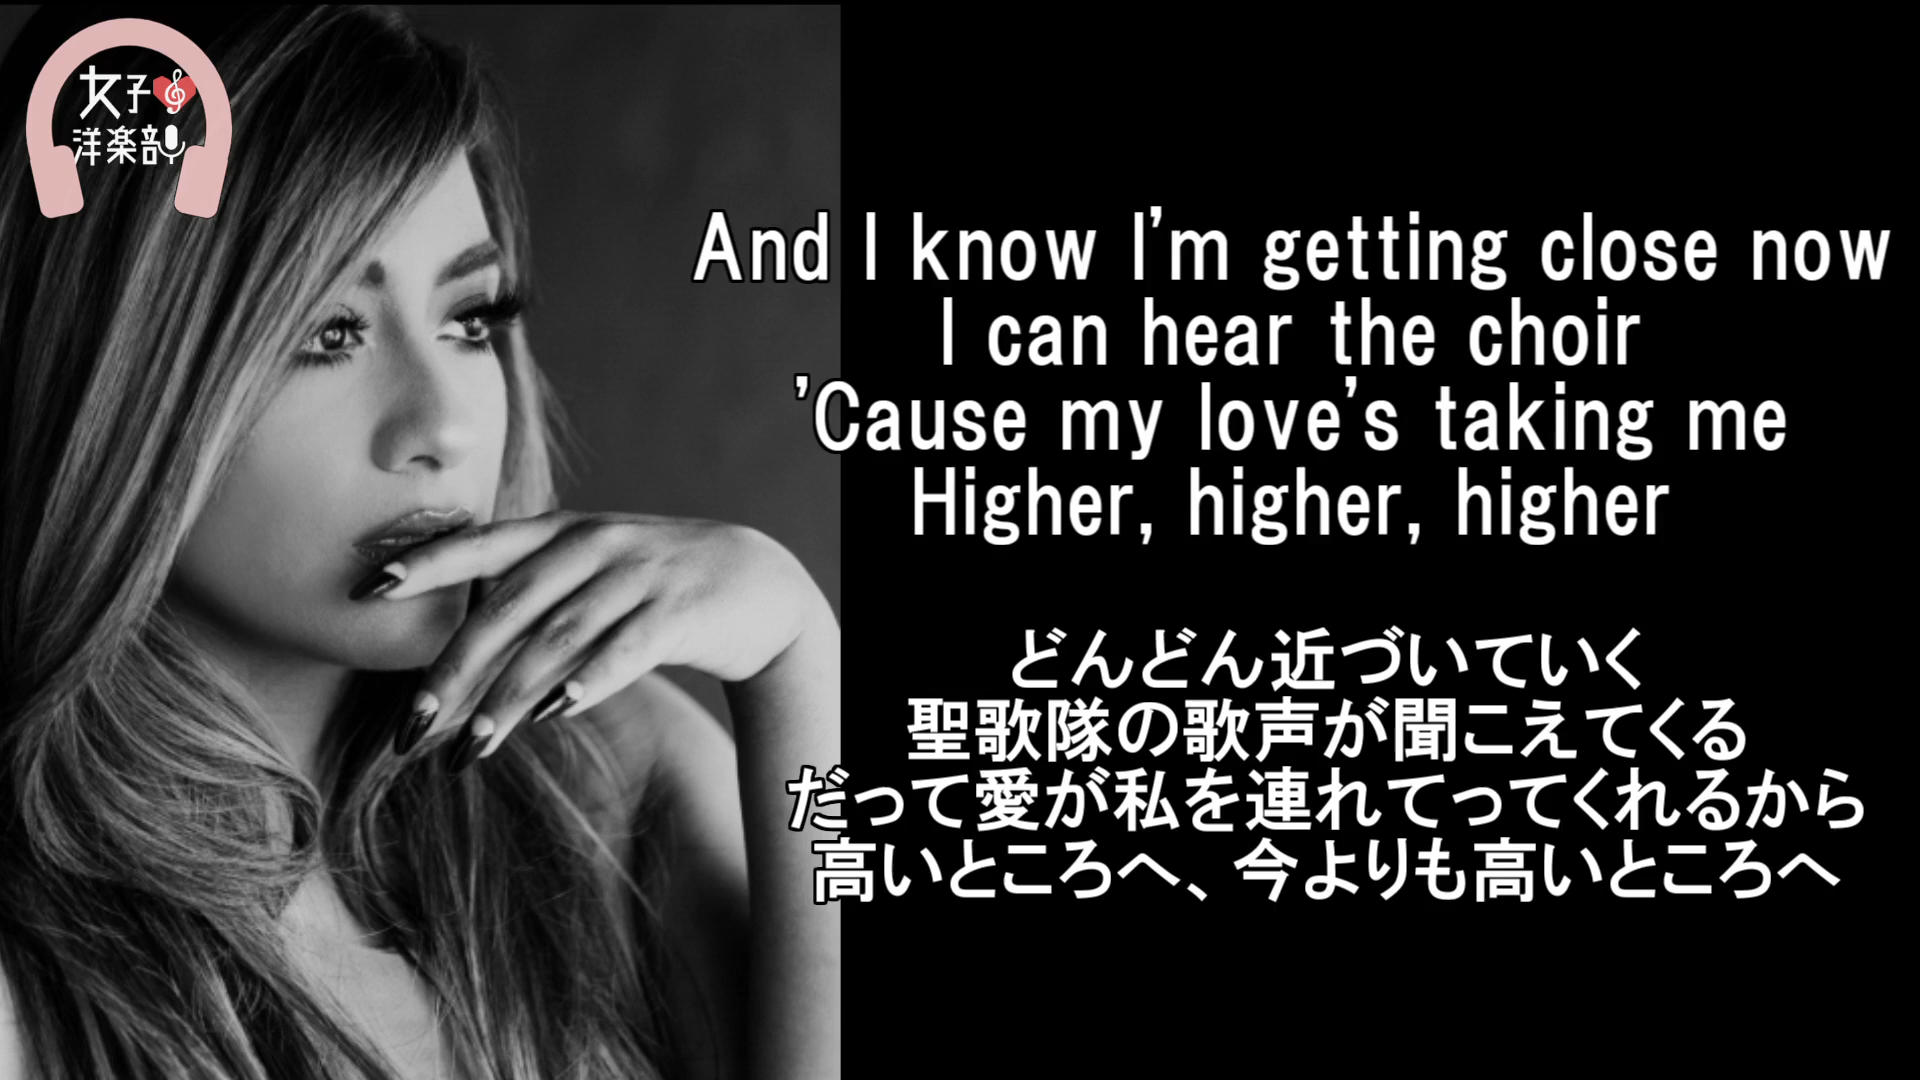 女子
洋楽部
And I know I'm getting close now
I can hear the choir
'Cause my love's taking me
Higher, higher, higher
どんどん近づいていく
聖歌隊の歌声が聞こえてくる
だって愛が私を連れてってくれるから
高いところへ、今よりも高いところへ